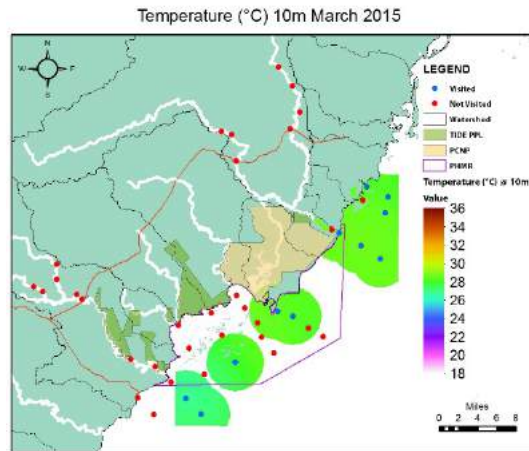 Temperature (°C) 10m March 2015
N
W
E
S
LEGEND
Visited
Not Visited
Watershed
TIDE PPL
PCNP
PHMR
Temperature (°C) @ 10m
Value
36
34
32
30
28
26
24
22
20
18
Miles
0 2 4 6 8